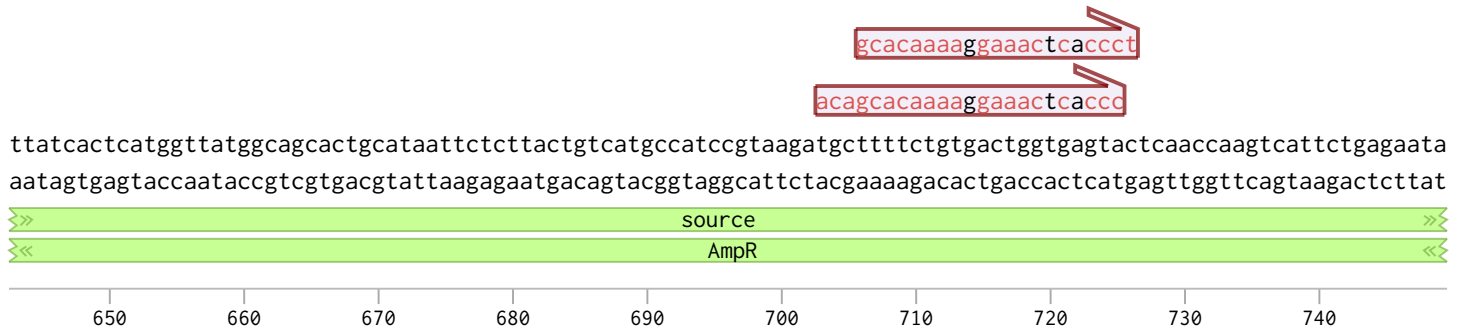 gcacaaaaggaaactcaccct
acagcacaaaaggaaactcaccc
ttatcactcatggttatggcagcactgcataattctcttactgtcatgccatccgtaagatgcttttctgtgactggtgagtactcaaccaagtcattctgagaata
aatagtgagtaccaataccgtcgtgacgtattaagagaatgacagtacggtaggcattctacgaaaagacactgaccactcatgagttggttcagtaagactcttat
source
AmpR
650 660 670 680 690 700 710 720 730 740